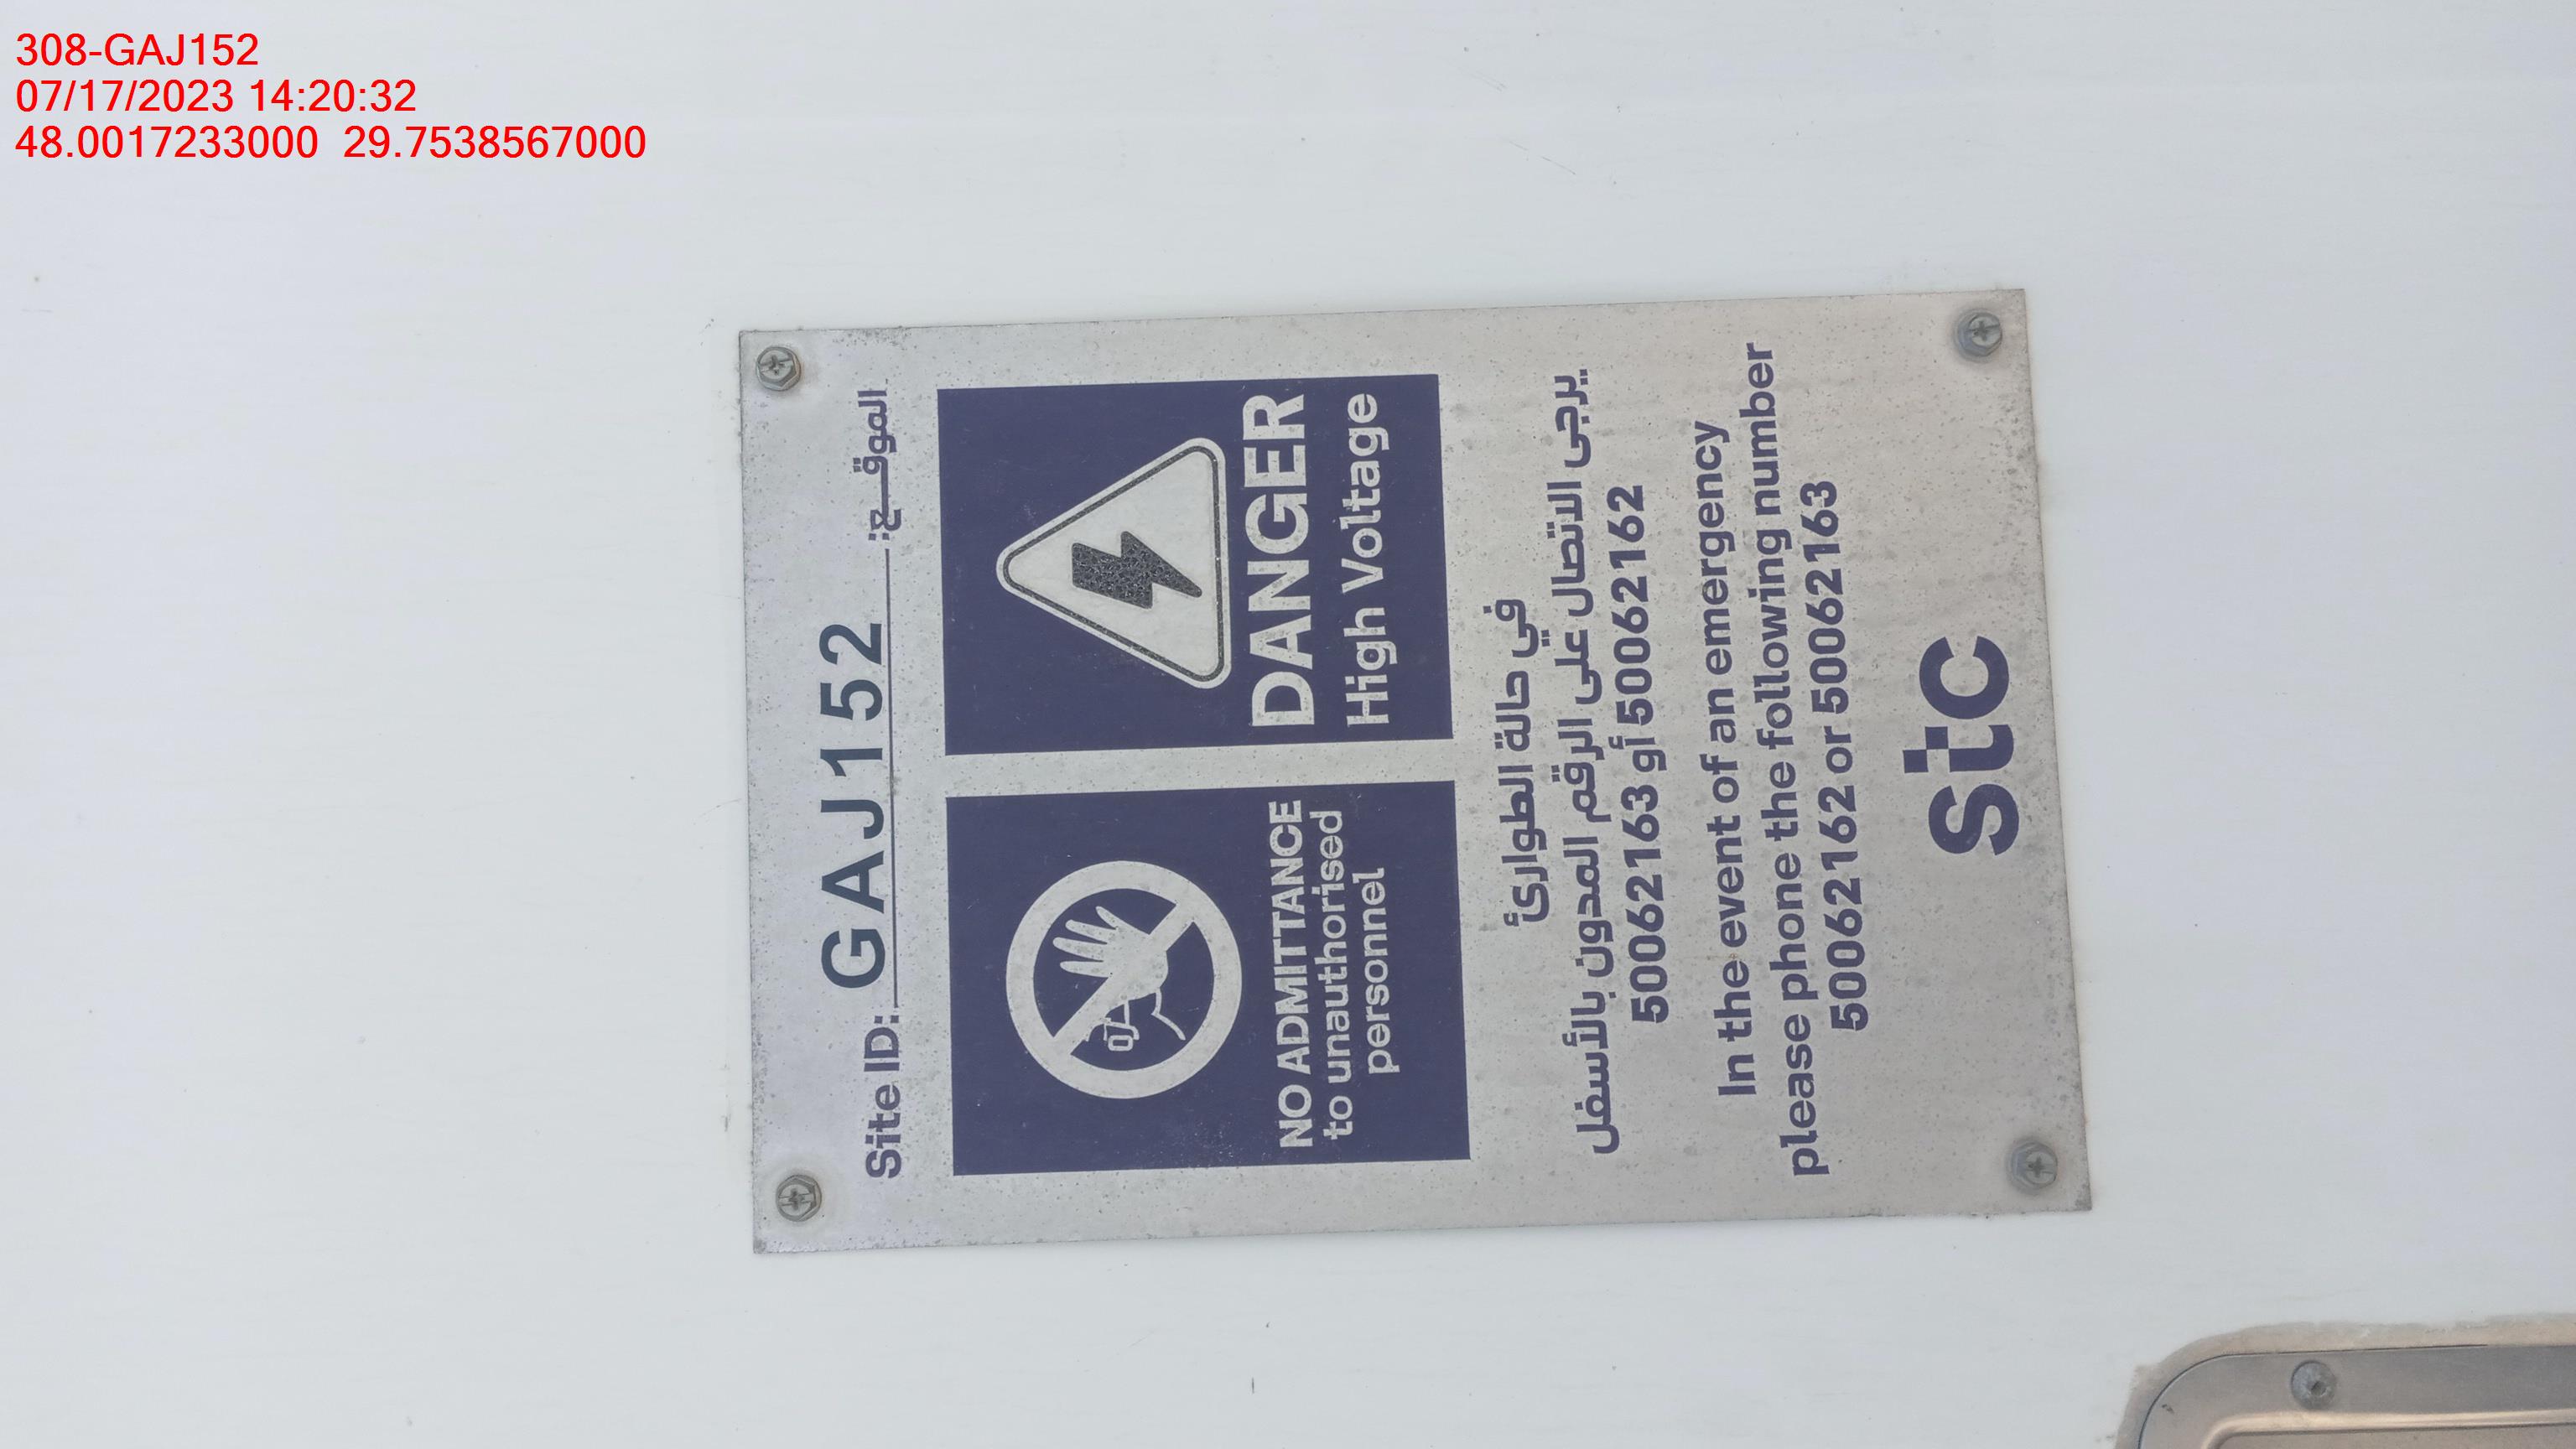 308-GAJ152
07/17/2023 14:20:32
48.0017233000 29.7538567000
Site ID: GAJ152 الموقــع:
NO ADMITTANCE
to unauthorised
personnel
DANGER
High Voltage
في حالة الطوارئ
يرجى الاتصال على الرقم المدون بالأسفل
50062163 أو 50062162
In the event of an emergency
please phone the following number
50062162 or 50062163
stc